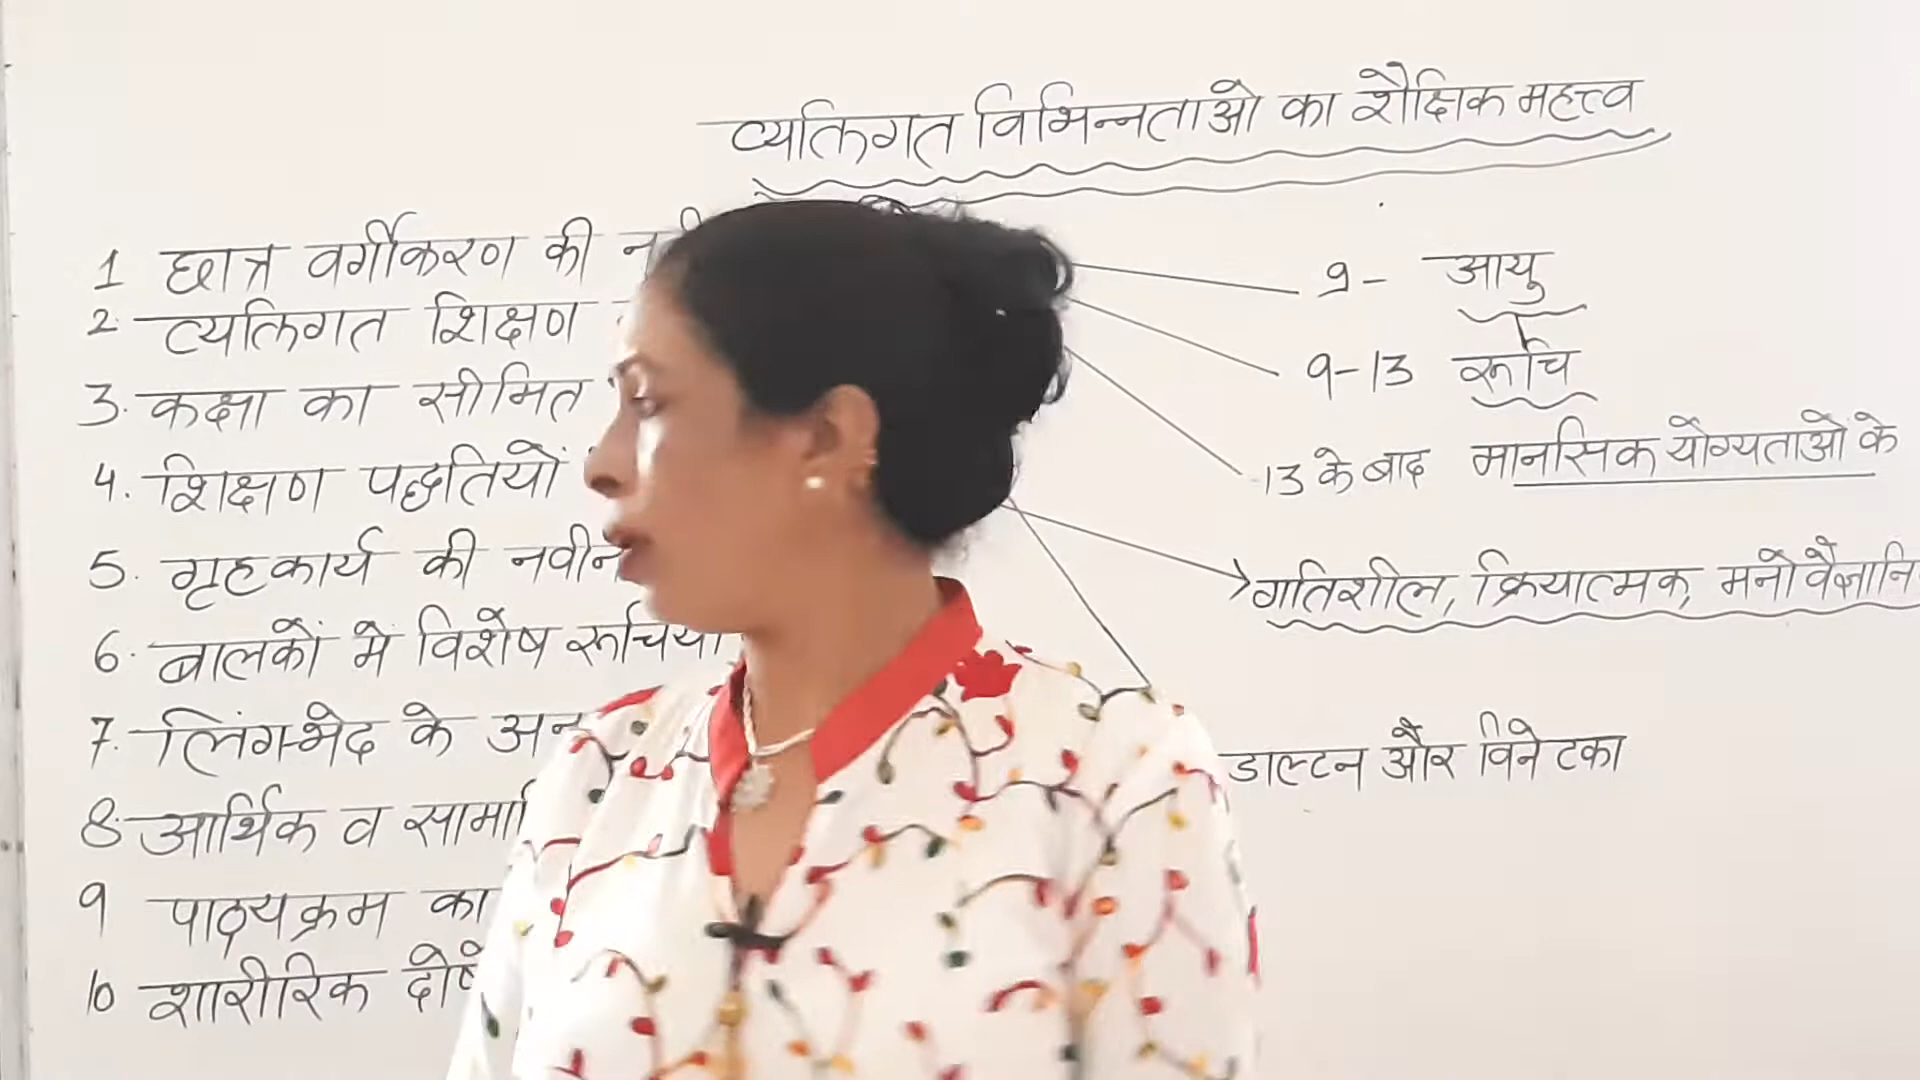 व्यक्तिगत विभिन्नताओ का शैक्षिक महत्त्व
1 छात्र वर्गीकरण की
2. व्यक्तिगत शिक्षण
3. कक्षा का सीमित
4. शिक्षण पद्धतियों
5. गृहकार्य की नवीन
6. बालकों में विशेष रूचियो
7. लिंग-भेद के
8. आर्थिक व
9 पाठ्यक्रम का
10 शारीरिक
9- आयु
9-13 रूचि
13 के बाद मानसिक योग्यताओं के
गतिशील, क्रियात्मक,
डाल्टन और विनेटका